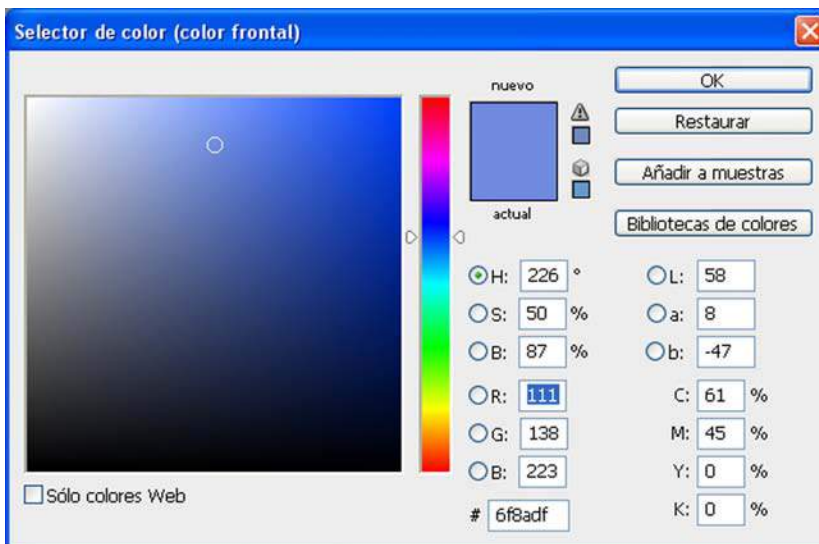 Selector de color (color frontal)
nuevo
actual
OK
Restaurar
Añadir a muestras
Bibliotecas de colores
H: 226 °
S: 50 %
B: 87 %
R: 111
G: 138
B: 223
# 6f8adf
L: 58
a: 8
b: -47
C: 61 %
M: 45 %
Y: 0 %
K: 0 %
Sólo colores Web